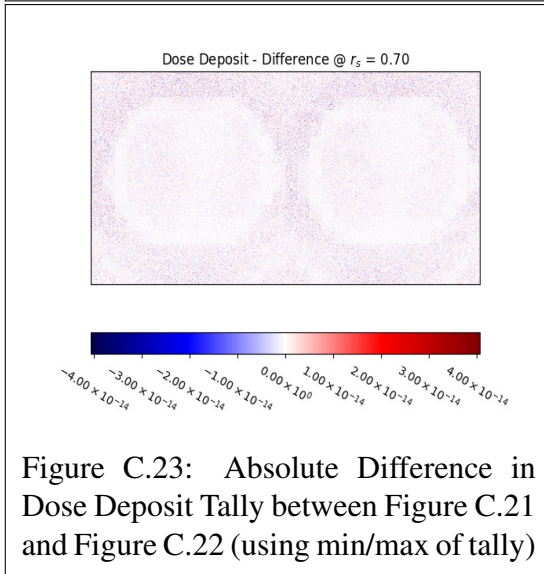 Dose Deposit - Difference @ r_s = 0.70
−4.00 × 10^−14
−3.00 × 10^−14
−2.00 × 10^−14
−1.00 × 10^−14
0.00 × 10^0
1.00 × 10^−14
2.00 × 10^−14
3.00 × 10^−14
4.00 × 10^−14
Figure C.23: Absolute Difference in
Dose Deposit Tally between Figure C.21
and Figure C.22 (using min/max of tally)